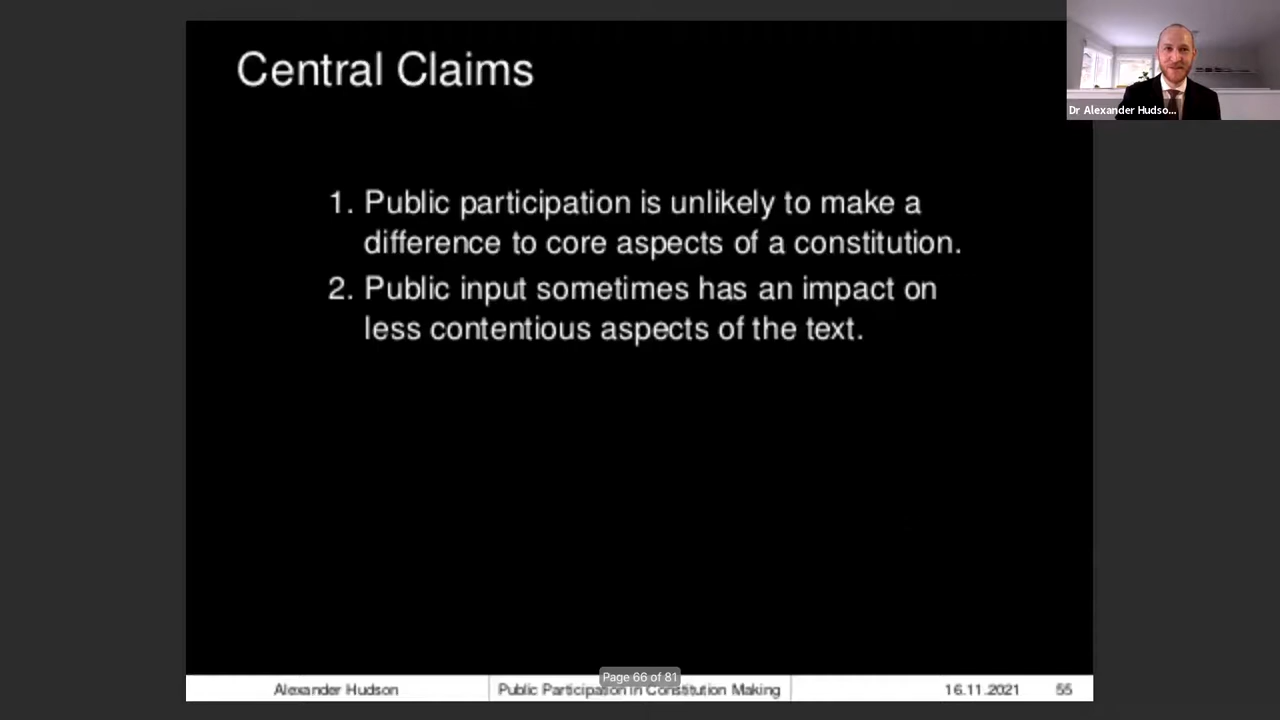 Central Claims
Dr Alexander Hudso...
1. Public participation is unlikely to make a
difference to core aspects of a constitution.
2. Public input sometimes has an impact on
less contentious aspects of the text.
Page 66 of 81
Alexander Hudson
Public Participation in Constitution Making
16.11.2021
55